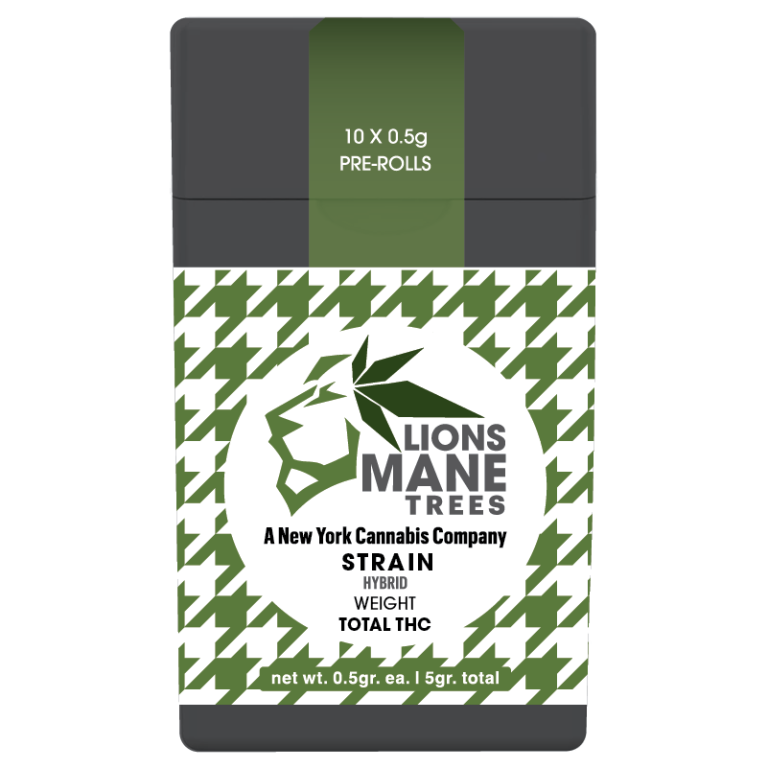 10 X 0.5g
PRE-ROLLS
LIONS
MANE
TREES
A New York Cannabis Company
STRAIN
HYBRID
WEIGHT
TOTAL THC
net wt. 0.5gr. ea. | 5gr. total